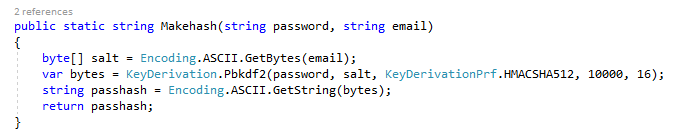 2 references
public static string Makehash(string password, string email)
{
byte[] salt = Encoding.ASCII.GetBytes(email);
var bytes = KeyDerivation.Pbkdf2(password, salt, KeyDerivationPrf.HMACSHA512, 10000, 16);
string passhash = Encoding.ASCII.GetString(bytes);
return passhash;
}